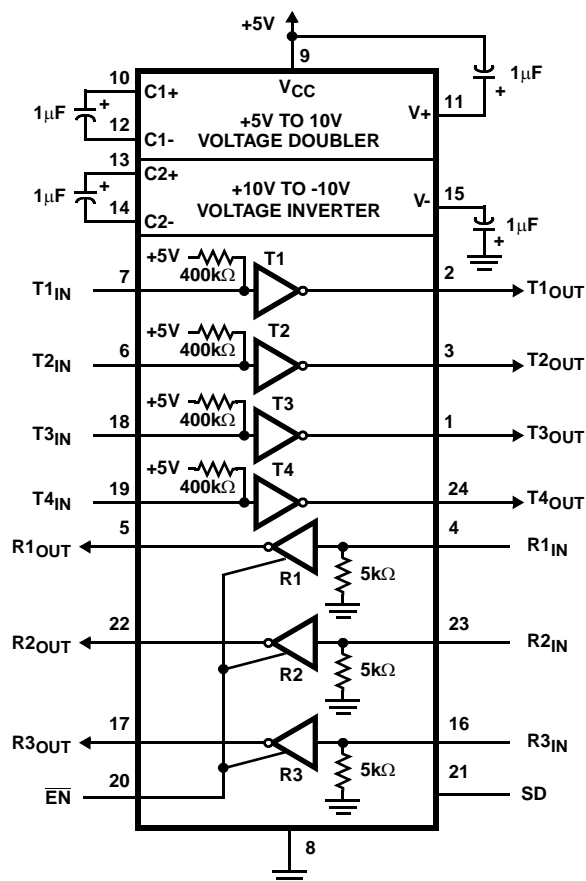 +5V
9
10
C1+
VCC
1µF
+
1µF
+
11
V+
12
C1-
+5V TO 10V
VOLTAGE DOUBLER
13
C2+
1µF
+
14
C2-
+10V TO -10V
VOLTAGE INVERTER
V-
15
1µF
+
+5V
400kΩ
T1
T1IN
7
2
T1OUT
+5V
400kΩ
T2
T2IN
6
3
T2OUT
+5V
400kΩ
T3
T3IN
18
1
T3OUT
+5V
400kΩ
T4
T4IN
19
24
T4OUT
R1OUT
5
4
R1IN
R1
5kΩ
R2OUT
22
23
R2IN
R2
5kΩ
R3OUT
17
16
R3IN
R3
5kΩ
EN
20
21
SD
8